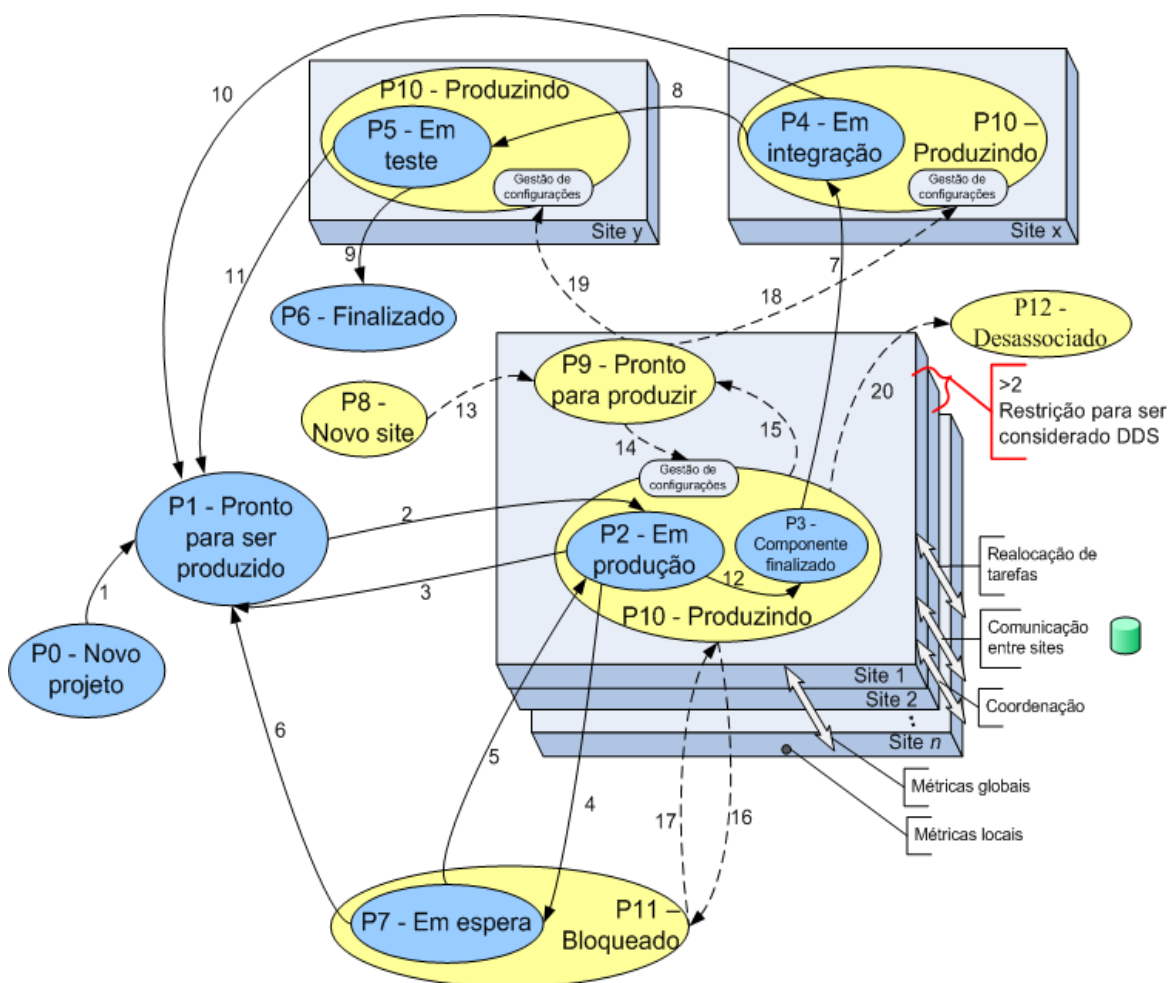 10
P10 - Produzindo
P5 - Em
teste
Gestão de
configurações
Site y
8
P4 - Em
integração
P10 –
Produzindo
Gestão de
configurações
Site x
11
9
P6 - Finalizado
19
18
7
P12 -
Desassociado
P8 -
Novo site
13
P9 - Pronto
para produzir
14
15
20
>2
Restrição para ser
considerado DDS
P1 - Pronto
para ser
produzido
2
3
Gestão de
configurações
P2 - Em
produção
P3 -
Componente
finalizado
12
P10 - Produzindo
Realocação de
tarefas
Comunicação
entre sites
Coordenação
1
P0 - Novo
projeto
Site 1
Site 2
:
Site n
6
5
4
17
16
Métricas globais
Métricas locais
P7 - Em espera
P11 –
Bloqueado